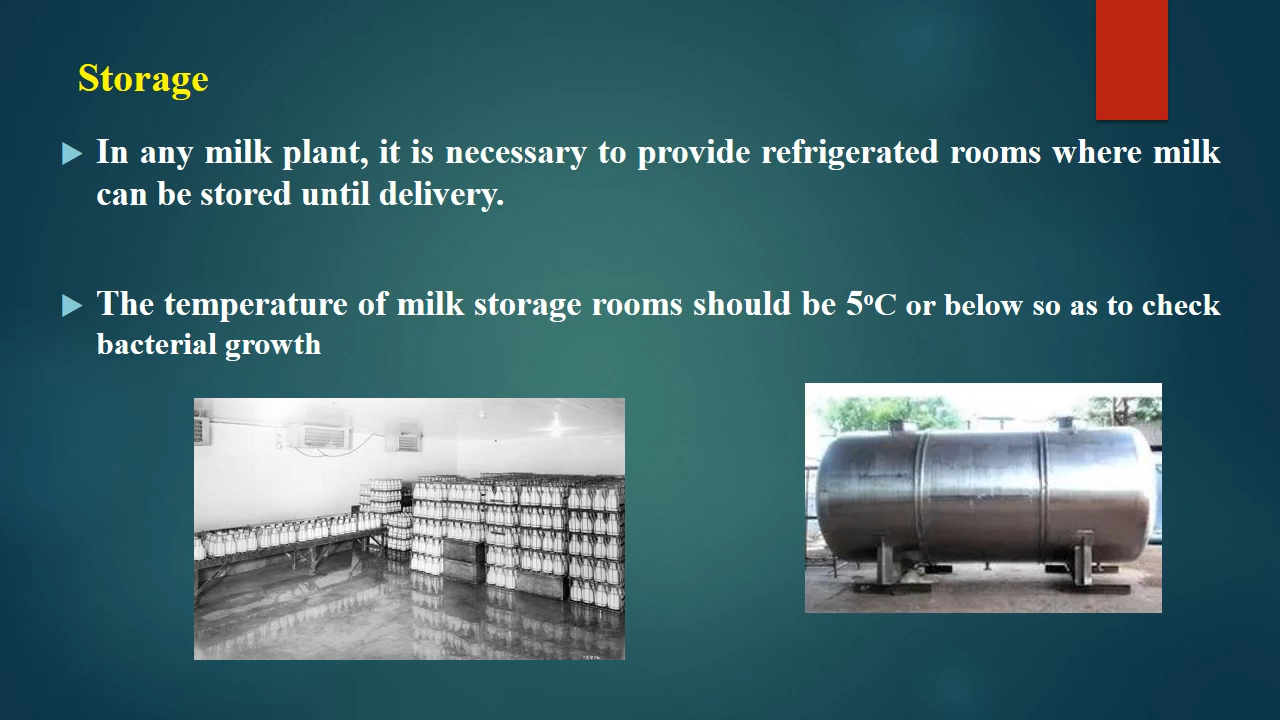 Storage
In any milk plant, it is necessary to provide refrigerated rooms where milk
can be stored until delivery.
The temperature of milk storage rooms should be 5ºC or below so as to check
bacterial growth